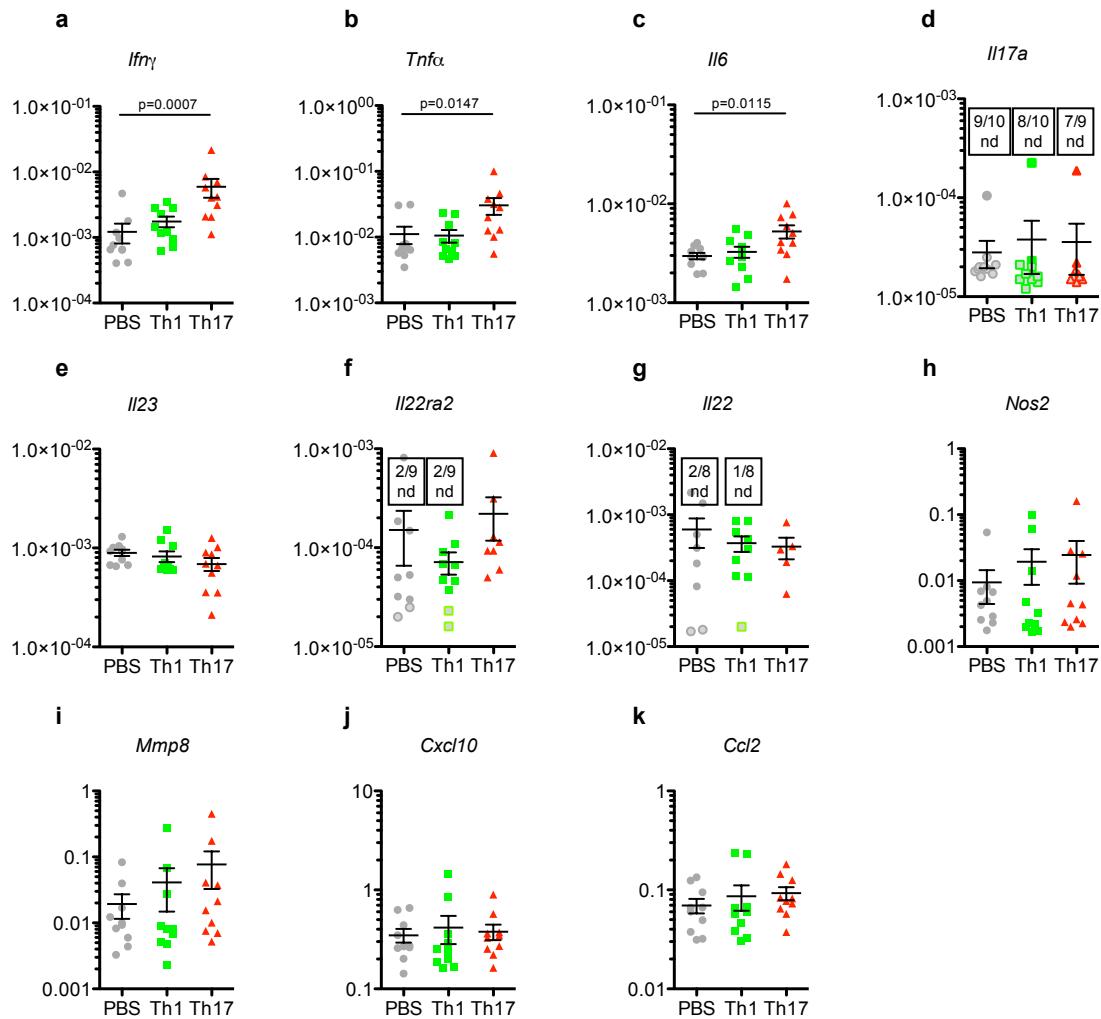 a
Ifnγ
1.0×10⁻⁰¹
1.0×10⁻⁰²
1.0×10⁻⁰³
1.0×10⁻⁰⁴
p=0.0007
PBS Th1 Th17
b
Tnfα
1.0×10⁰⁰
1.0×10⁻⁰¹
1.0×10⁻⁰²
1.0×10⁻⁰³
p=0.0147
PBS Th1 Th17
c
Il6
1.0×10⁻⁰¹
1.0×10⁻⁰²
1.0×10⁻⁰³
p=0.0115
PBS Th1 Th17
d
Il17a
1.0×10⁻⁰³
1.0×10⁻⁰⁴
1.0×10⁻⁰⁵
9/10 8/10 7/9
nd nd nd
PBS Th1 Th17
e
Il23
1.0×10⁻⁰²
1.0×10⁻⁰³
1.0×10⁻⁰⁴
PBS Th1 Th17
f
Il22ra2
1.0×10⁻⁰³
1.0×10⁻⁰⁴
1.0×10⁻⁰⁵
2/9 2/9
nd nd
PBS Th1 Th17
g
Il22
1.0×10⁻⁰²
1.0×10⁻⁰³
1.0×10⁻⁰⁴
1.0×10⁻⁰⁵
2/8 1/8
nd nd
PBS Th1 Th17
h
Nos2
1
0.1
0.01
0.001
PBS Th1 Th17
i
Mmp8
1
0.1
0.01
0.001
PBS Th1 Th17
j
Cxcl10
10
1
0.1
PBS Th1 Th17
k
Ccl2
1
0.1
0.01
PBS Th1 Th17